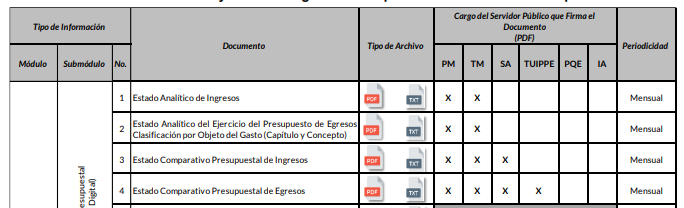 Tipo de Información
Documento
Tipo de Archivo
Cargo del Servidor Público que Firma el
Documento
(PDF)
Periodicidad
Módulo Submódulo No.
PM TM SA TUIPPE PQE IA
1 Estado Analítico de Ingresos PDF TXT X X Mensual
2 Estado Analítico del Ejercicio del Presupuesto de Egresos
Clasificación por Objeto del Gasto (Capítulo y Concepto) PDF TXT X X Mensual
3 Estado Comparativo Presupuestal de Ingresos PDF TXT X X X Mensual
4 Estado Comparativo Presupuestal de Egresos PDF TXT X X X X Mensual
Digital)